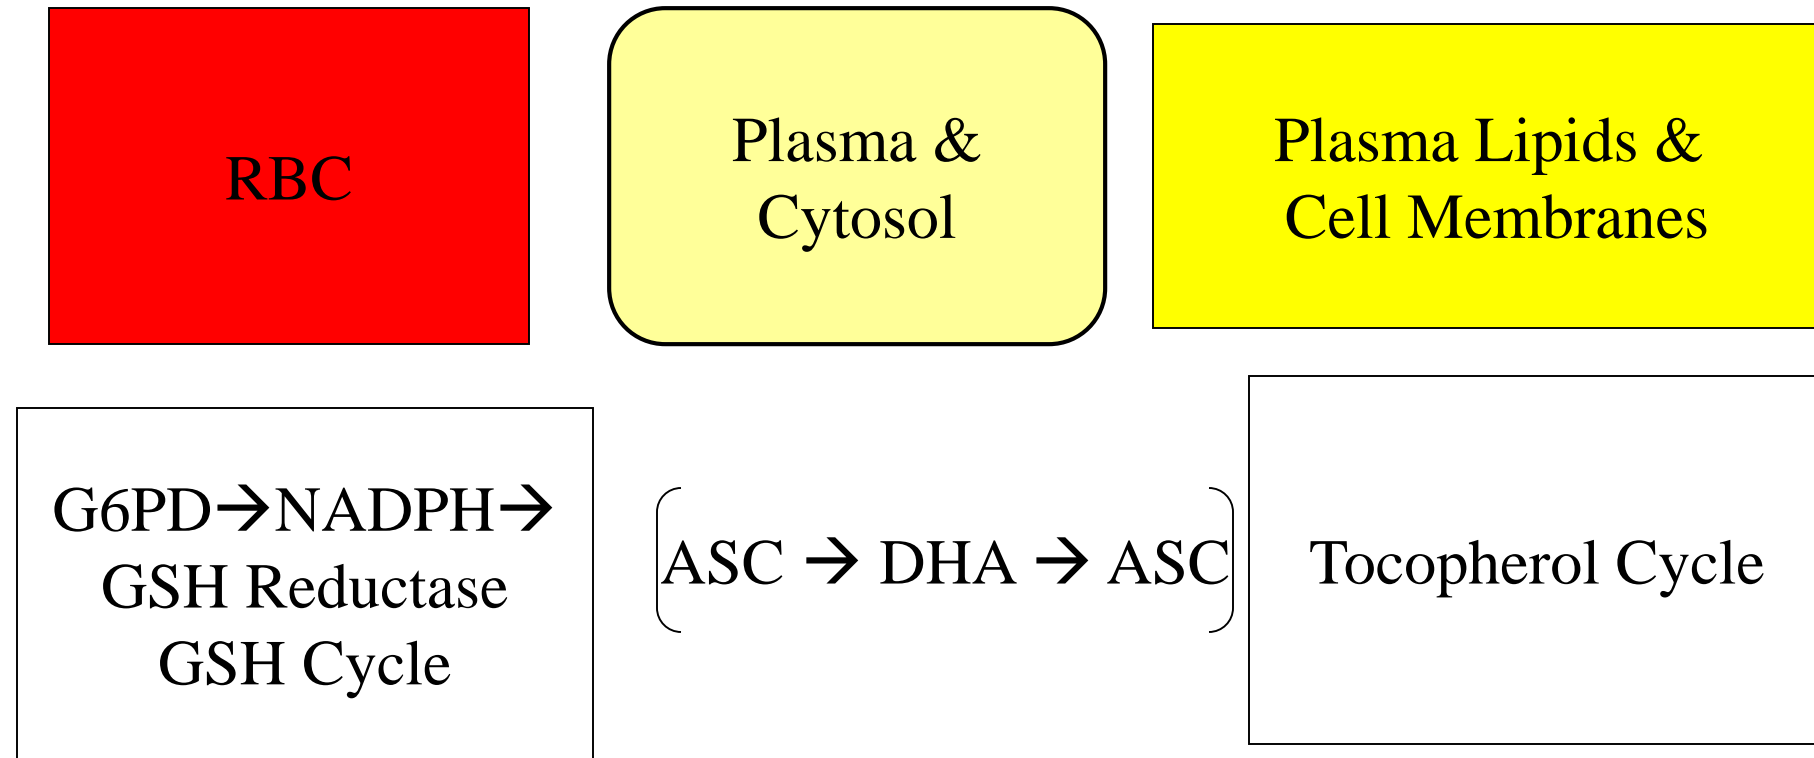 RBC
Plasma &
Cytosol
Plasma Lipids &
Cell Membranes
G6PD→NADPH→
GSH Reductase
GSH Cycle
ASC → DHA → ASC
Tocopherol Cycle